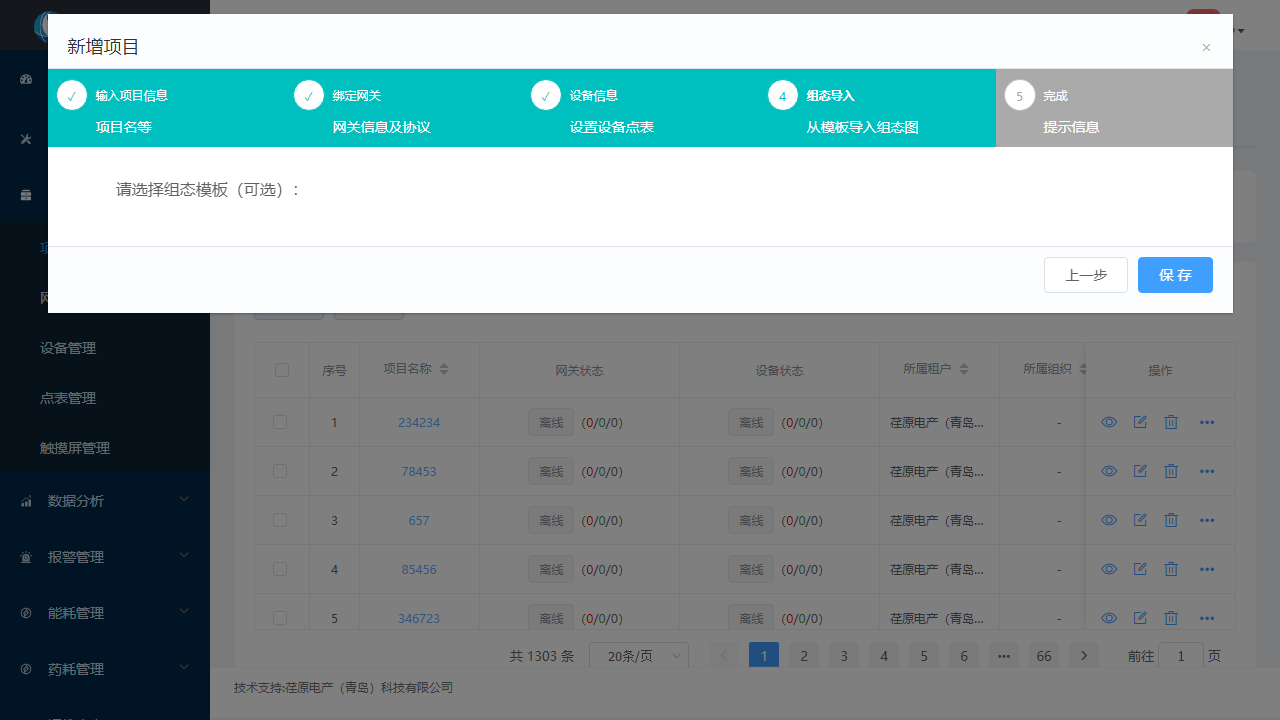 新增项目
×
✓ 输入项目信息 ✓ 绑定网关 ✓ 设备信息 4 组态导入 5 完成
项目名等 网关信息及协议 设置设备点表 从模板导入组态图 提示信息
请选择组态模板（可选）：
上一步 保 存
设备管理
点表管理
触摸屏管理
数据分析
报警管理
能耗管理
药耗管理
序号 项目名称 网关状态 设备状态 所属租户 所属组织 操作
1 234234 离线 (0/0/0) 离线 (0/0/0) 荏原电产（青岛... -
2 78453 离线 (0/0/0) 离线 (0/0/0) 荏原电产（青岛... -
3 657 离线 (0/0/0) 离线 (0/0/0) 荏原电产（青岛... -
4 85456 离线 (0/0/0) 离线 (0/0/0) 荏原电产（青岛... -
5 346723 离线 (0/0/0) 离线 (0/0/0) 荏原电产（青岛... -
共 1303 条 20条/页 1 2 3 4 5 6 ••• 66 前往 1 页
技术支持:荏原电产（青岛）科技有限公司